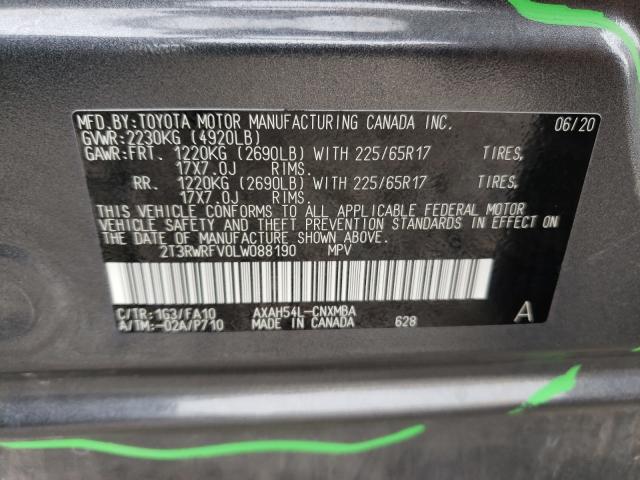 MFD.BY:TOYOTA MOTOR MANUFACTURING CANADA INC. 06/20
GVWR:2230KG (4920LB)
GAWR:FRT. 1220KG (2690LB) WITH 225/65R17 TIRES,
17X7.0J RIMS.
RR. 1220KG (2690LB) WITH 225/65R17 TIRES,
17X7.0J RIMS.
THIS VEHICLE CONFORMS TO ALL APPLICABLE FEDERAL MOTOR
VEHICLE SAFETY AND THEFT PREVENTION STANDARDS IN EFFECT ON
THE DATE OF MANUFACTURE SHOWN ABOVE.
2T3RWRFV0LW088190 MPV
C/TR:1G3/FA10 AXAH54L-CNXMBA
A/TM:-02A/P710 MADE IN CANADA 628 A